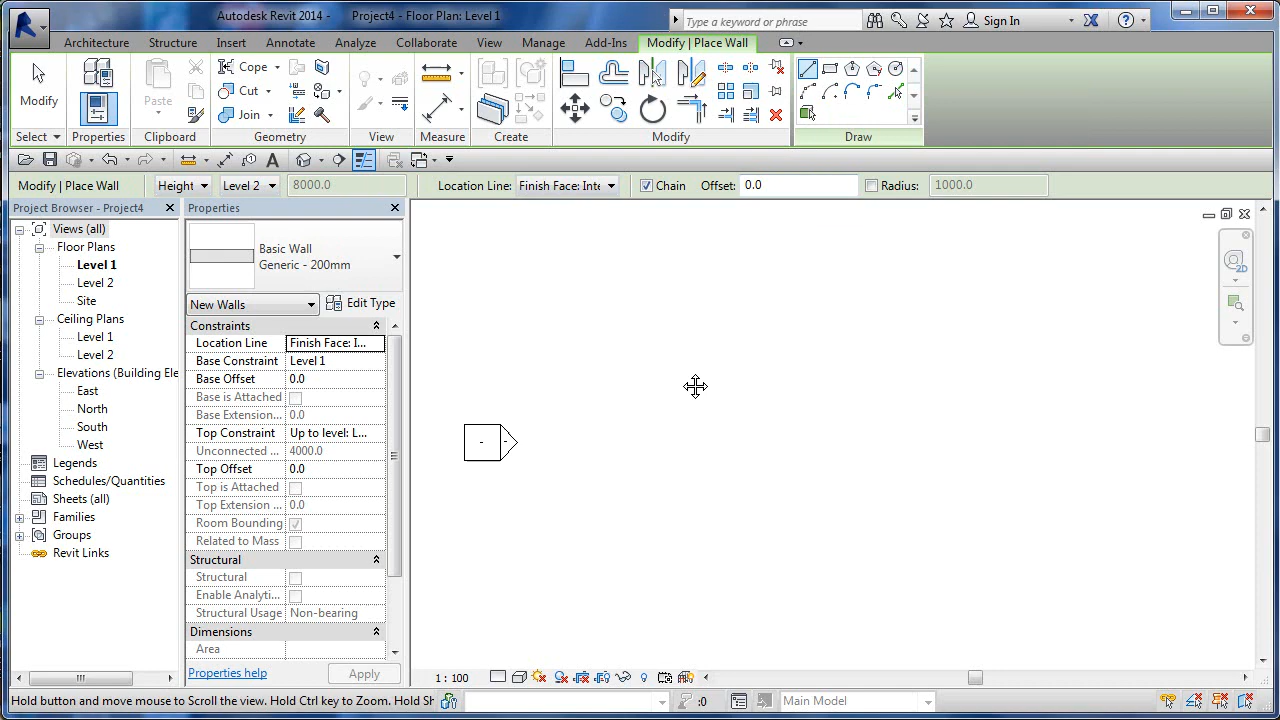 Autodesk Revit 2014 - Project4 - Floor Plan: Level 1
Type a keyword or phrase
Sign In
Architecture Structure Insert Annotate Analyze Collaborate View Manage Add-Ins Modify | Place Wall
Modify
Paste
Cope
Cut
Join
Select Properties Clipboard Geometry View Measure Create Modify Draw
Modify | Place Wall Height Level 2 8000.0 Location Line: Finish Face: Inte Chain Offset: 0.0 Radius: 1000.0
Project Browser - Project4
Views (all)
Floor Plans
Level 1
Level 2
Site
Ceiling Plans
Level 1
Level 2
Elevations (Building Ele
East
North
South
West
Legends
Schedules/Quantities
Sheets (all)
Families
Groups
Revit Links
Properties
Basic Wall
Generic - 200mm
New Walls Edit Type
Constraints
Location Line Finish Face: I...
Base Constraint Level 1
Base Offset 0.0
Base is Attached
Base Extension... 0.0
Top Constraint Up to level: L...
Unconnected ... 4000.0
Top Offset 0.0
Top is Attached
Top Extension ... 0.0
Room Bounding
Related to Mass
Structural
Structural
Enable Analyti...
Structural Usage Non-bearing
Dimensions
Area
Properties help Apply
2D
1 : 100
Hold button and move mouse to Scroll the view. Hold Ctrl key to Zoom. Hold Sh
:0
Main Model